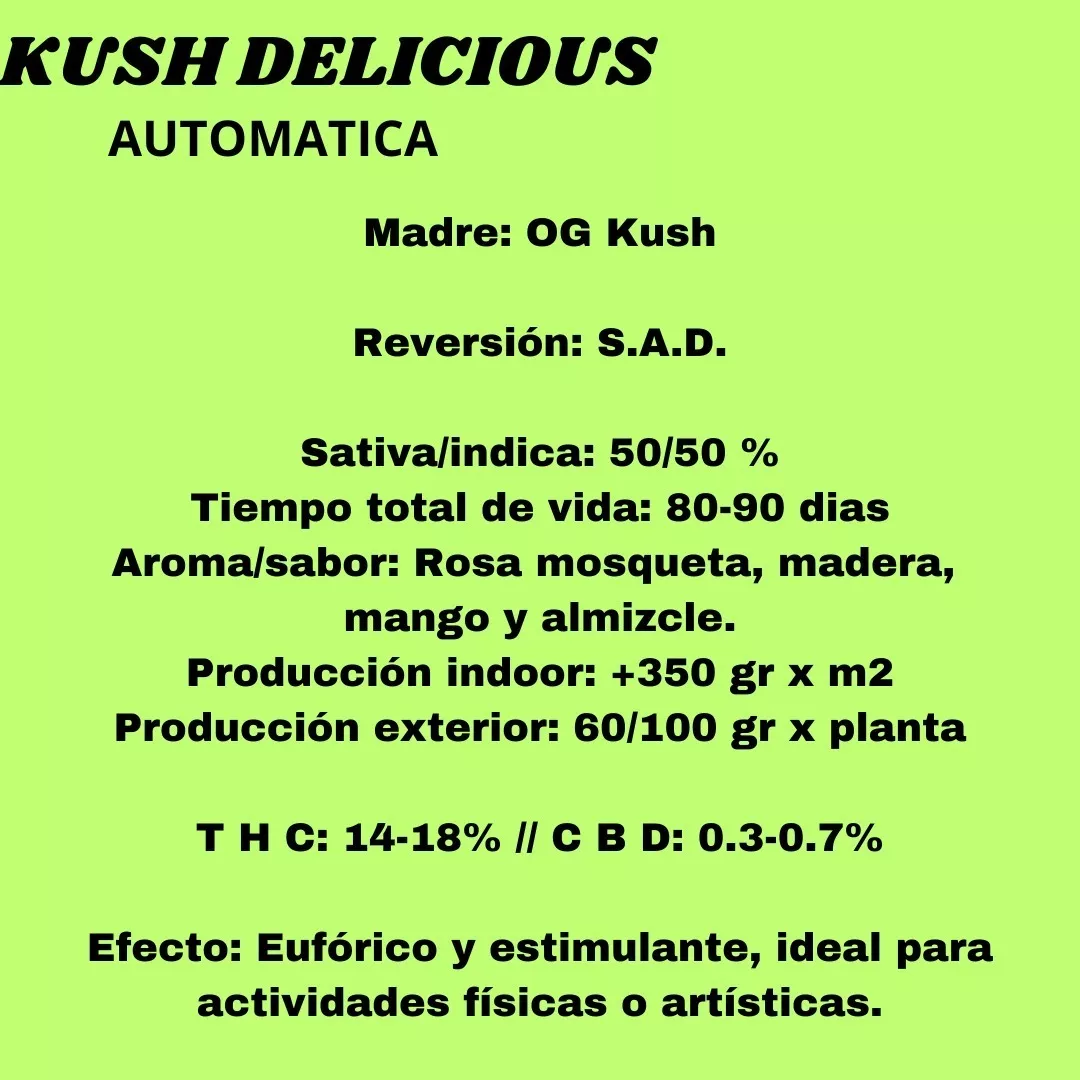 KUSH DELICIOUS
AUTOMATICA
Madre: OG Kush
Reversión: S.A.D.
Sativa/indica: 50/50 %
Tiempo total de vida: 80-90 dias
Aroma/sabor: Rosa mosqueta, madera,
mango y almizcle.
Producción indoor: +350 gr x m2
Producción exterior: 60/100 gr x planta
T H C: 14-18% // C B D: 0.3-0.7%
Efecto: Eufórico y estimulante, ideal para
actividades físicas o artísticas.